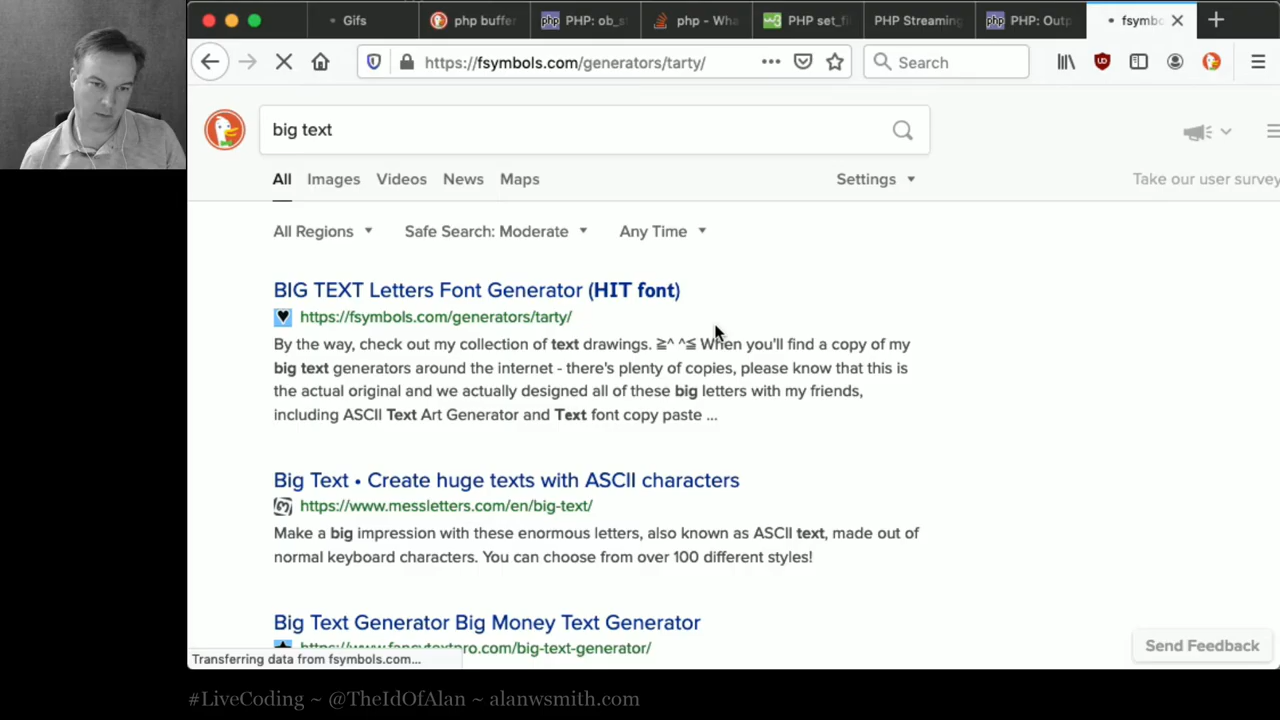 Gifs
php buffer
PHP: ob_s
php - Wha
PHP set_fi
PHP Streaming
PHP: Outp
fsymbo
https://fsymbols.com/generators/tarty/
Search
big text
All Images Videos News Maps
Settings
Take our user survey
All Regions
Safe Search: Moderate
Any Time
BIG TEXT Letters Font Generator (HIT font)
https://fsymbols.com/generators/tarty/
By the way, check out my collection of text drawings. ≧^ ^≦ When you'll find a copy of my
big text generators around the internet - there's plenty of copies, please know that this is
the actual original and we actually designed all of these big letters with my friends,
including ASCII Text Art Generator and Text font copy paste ...
Big Text • Create huge texts with ASCII characters
https://www.messletters.com/en/big-text/
Make a big impression with these enormous letters, also known as ASCII text, made out of
normal keyboard characters. You can choose from over 100 different styles!
Big Text Generator Big Money Text Generator
https://www.fancytextpro.com/big-text-generator/
Send Feedback
Transferring data from fsymbols.com...
#LiveCoding ~ @TheIdOfAlan ~ alanwsmith.com